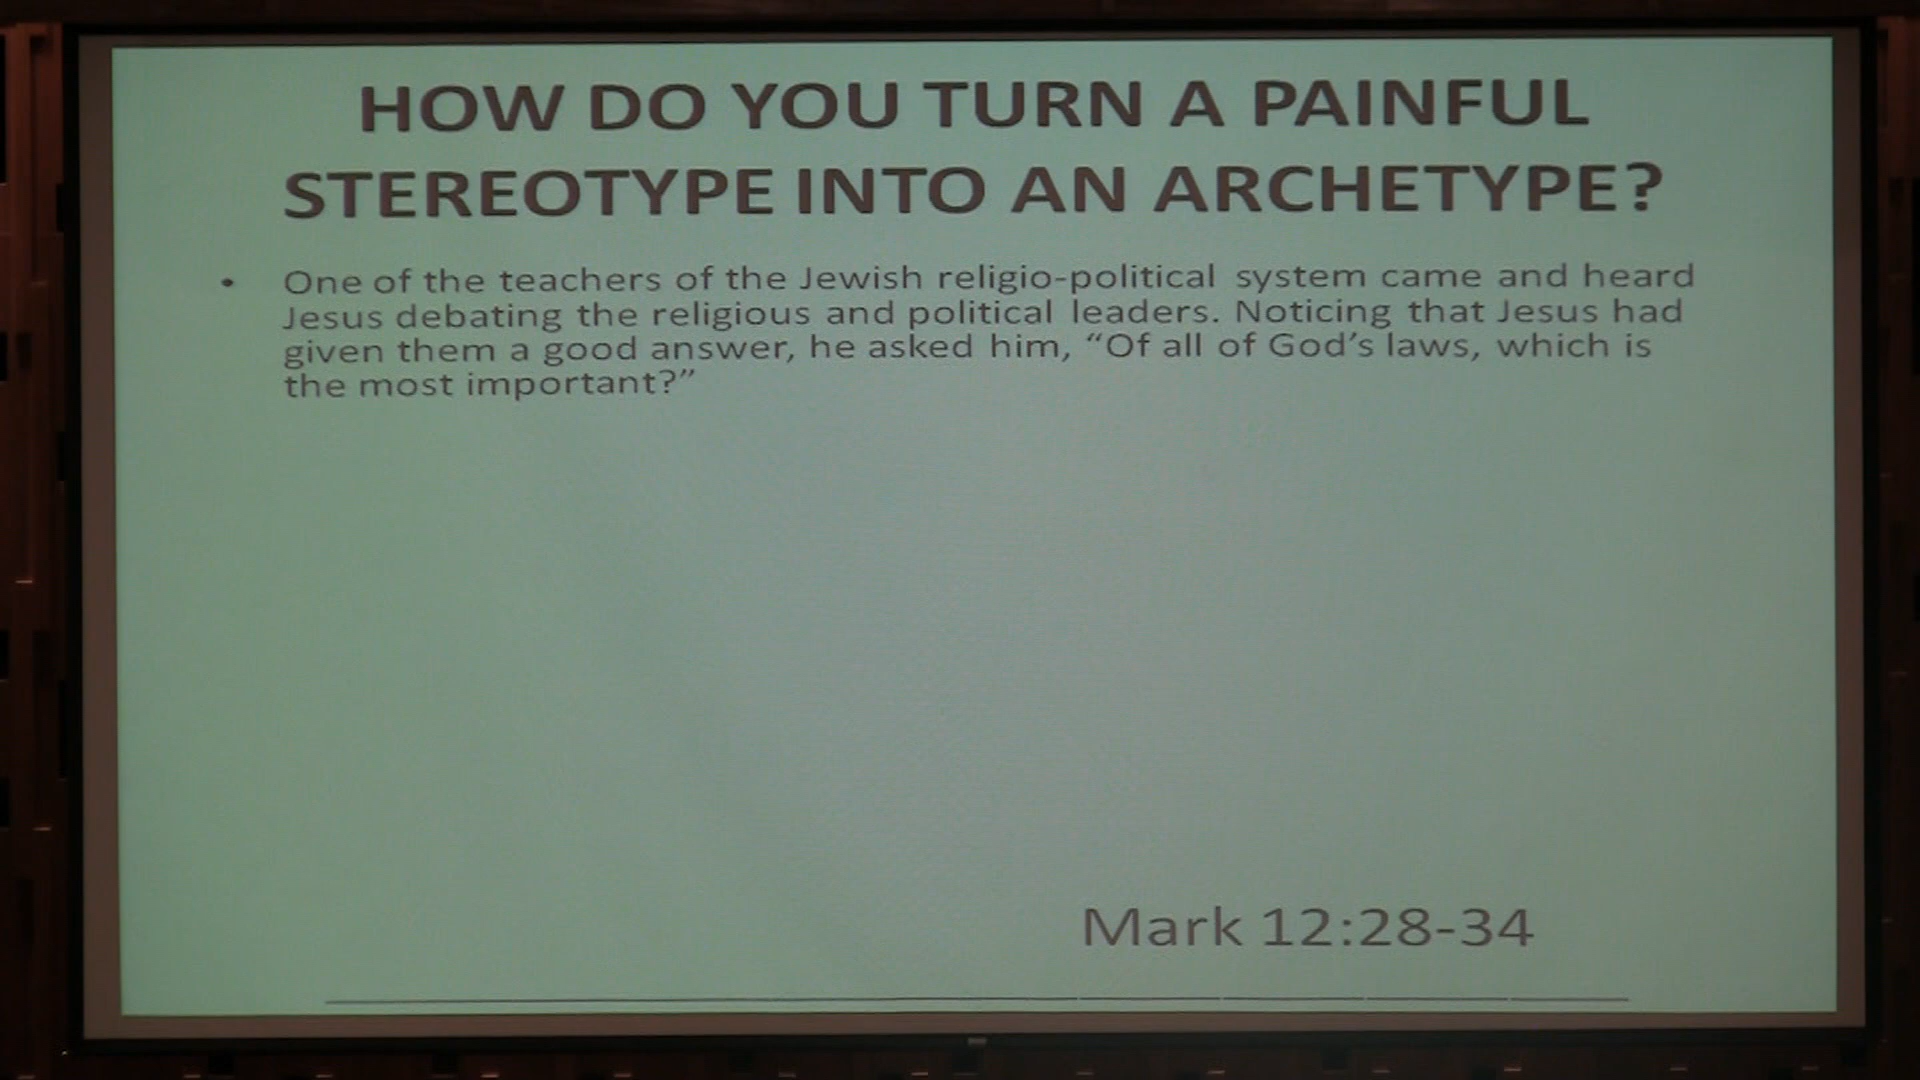 HOW DO YOU TURN A PAINFUL
STEREOTYPE INTO AN ARCHETYPE?
• One of the teachers of the Jewish religio-political system came and heard
Jesus debating the religious and political leaders. Noticing that Jesus had
given them a good answer, he asked him, “Of all of God’s laws, which is
the most important?”
Mark 12:28-34